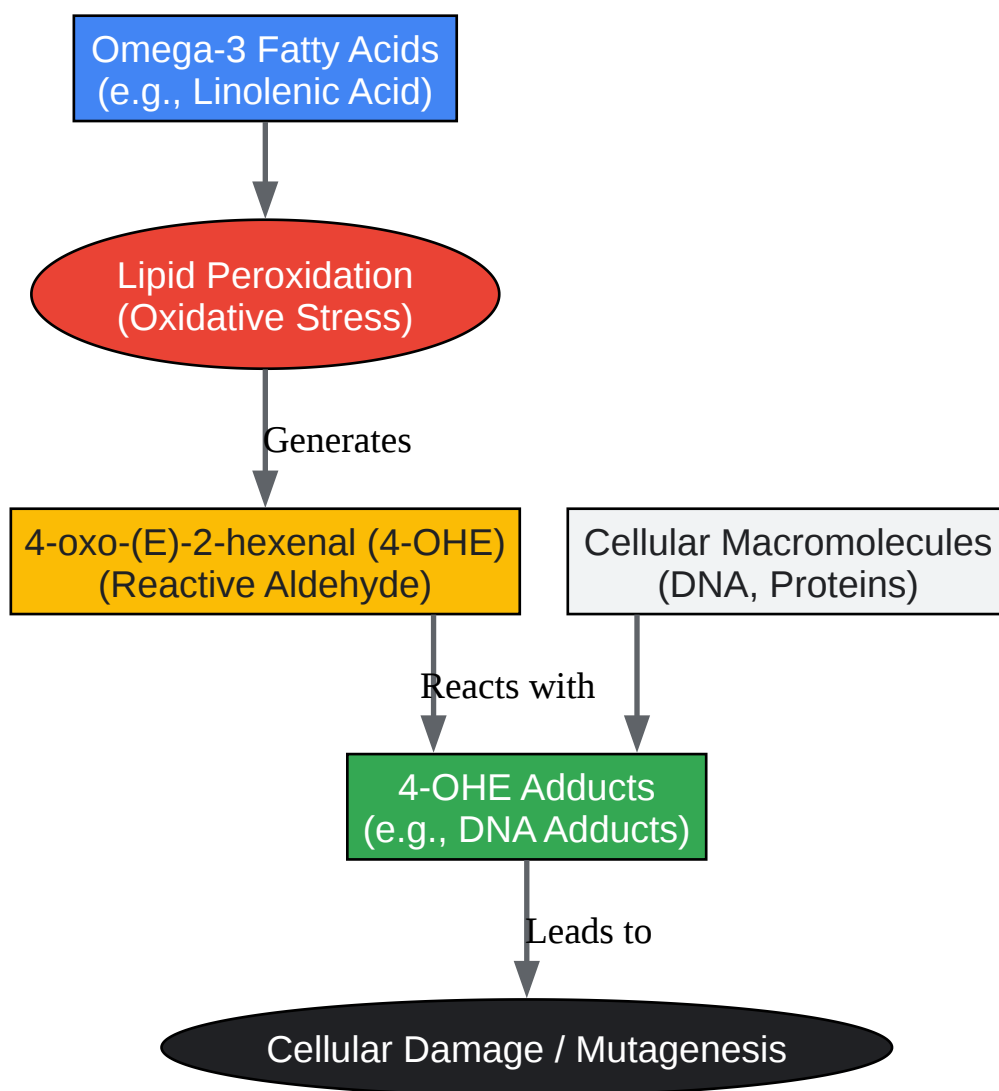 Omega-3 Fatty Acids
(e.g., Linolenic Acid)
Lipid Peroxidation
(Oxidative Stress)
Generates
4-oxo-(E)-2-hexenal (4-OHE)
(Reactive Aldehyde)
Cellular Macromolecules
(DNA, Proteins)
Reacts with
4-OHE Adducts
(e.g., DNA Adducts)
Leads to
Cellular Damage / Mutagenesis